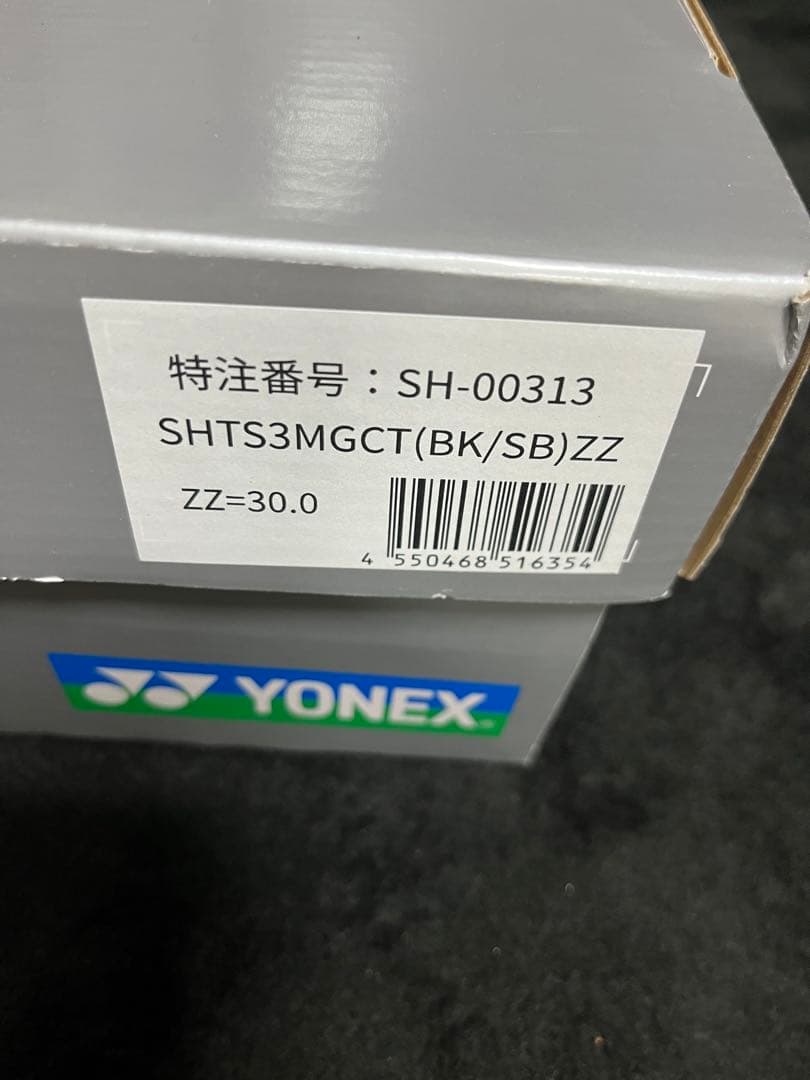 特注番号：SH-00313
SHTS3MGCT(BK/SB)ZZ
ZZ=30.0
4 550468 516354
YONEX